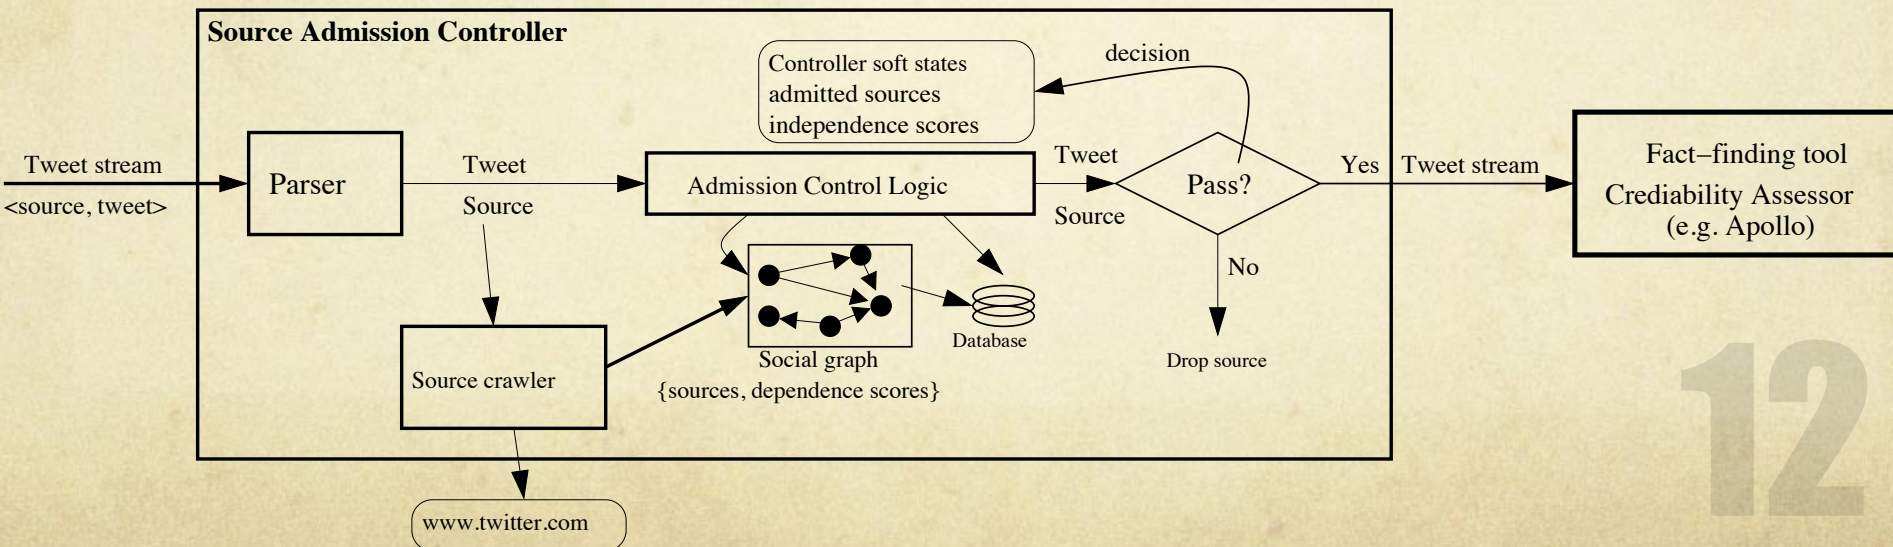 Source Admission Controller
Controller soft states
admitted sources
independence scores
decision
Tweet stream
<source, tweet>
Parser
Tweet
Source
Admission Control Logic
Tweet
Source
Pass?
Yes
Tweet stream
Fact–finding tool
Crediability Assessor
(e.g. Apollo)
No
Drop source
Database
Social graph
{sources, dependence scores}
Source crawler
www.twitter.com
12